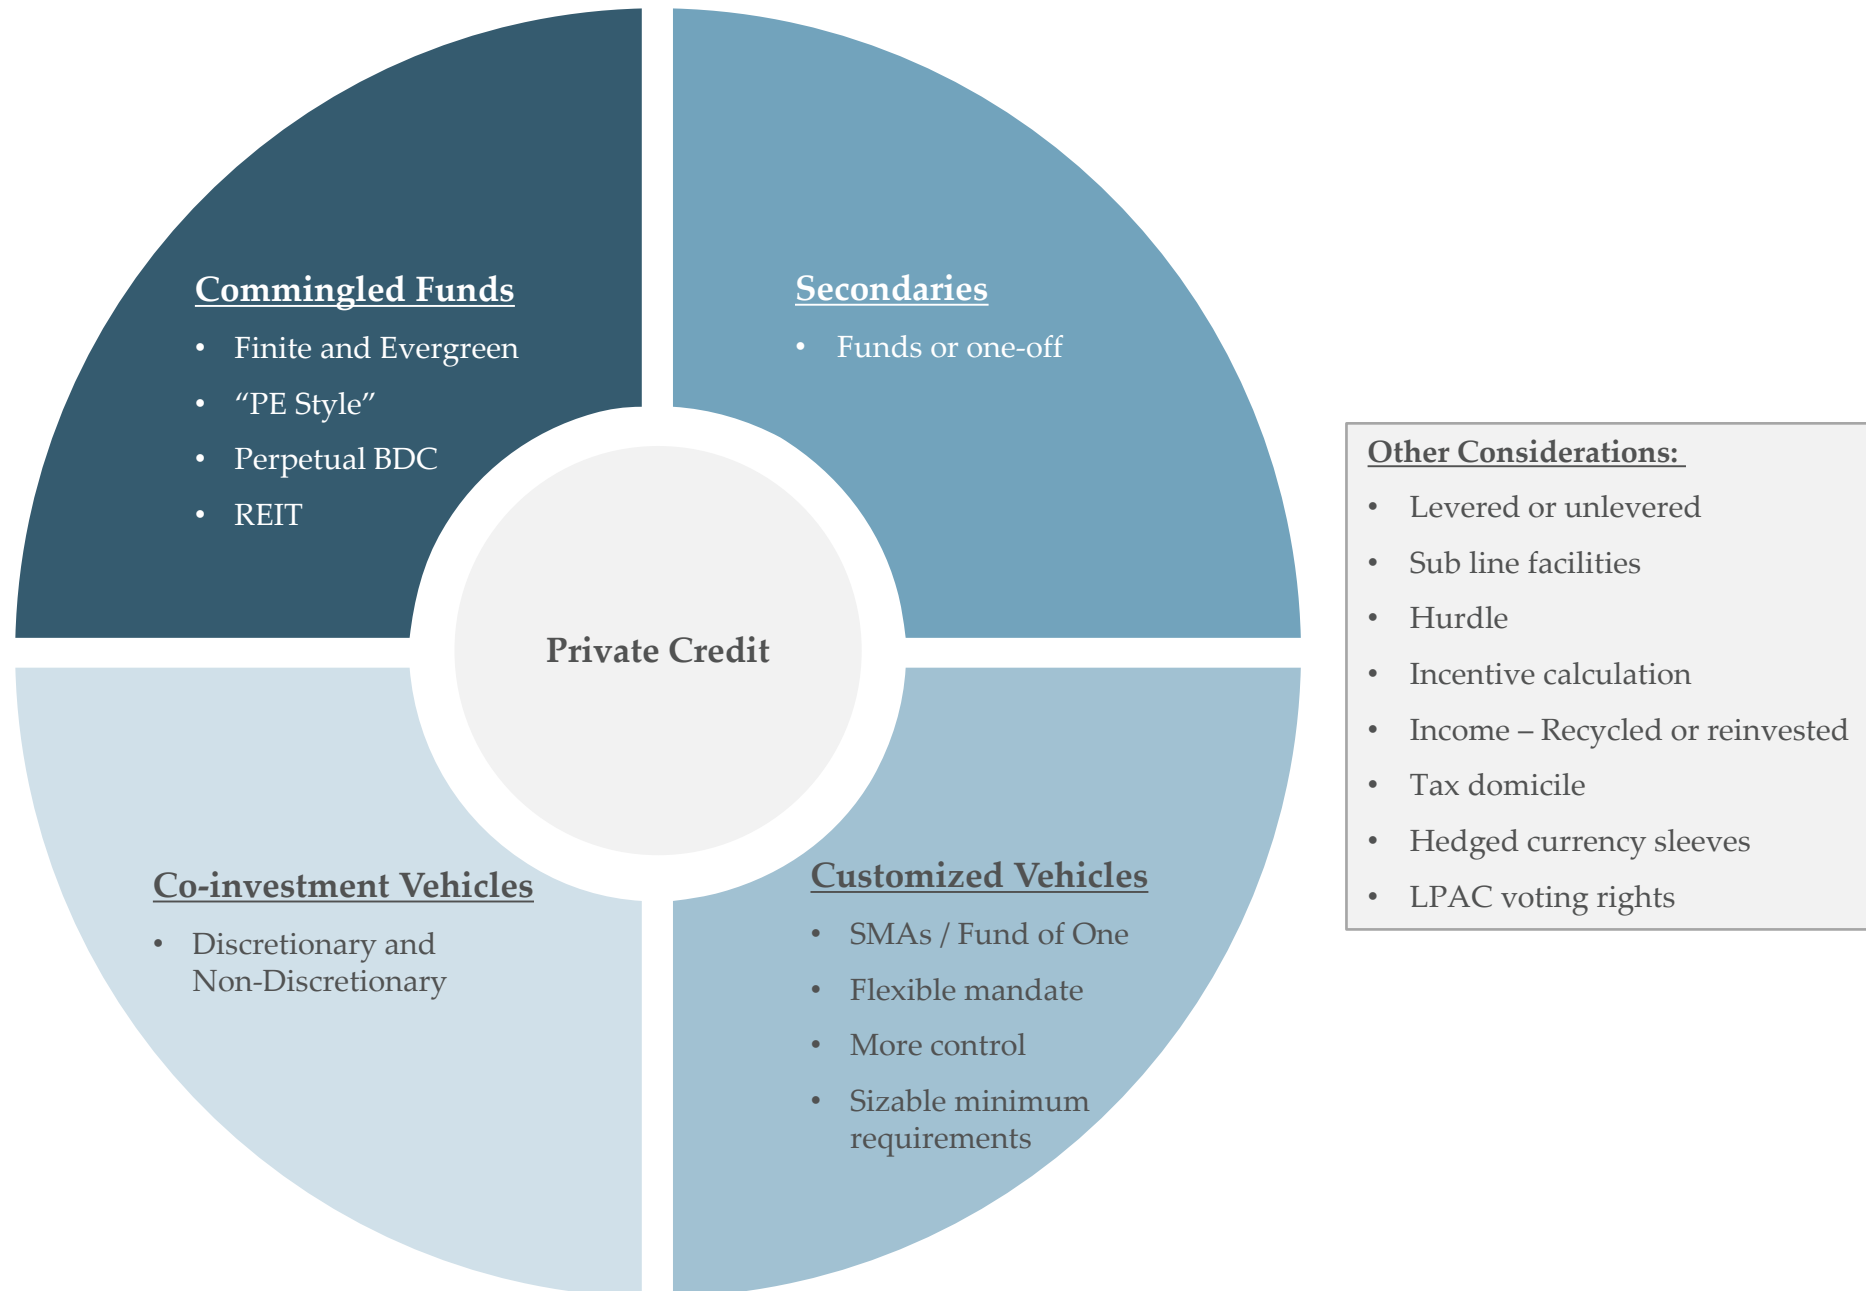 Commingled Funds
• Finite and Evergreen
• “PE Style”
• Perpetual BDC
• REIT
Secondaries
• Funds or one-off
Private Credit
Co-investment Vehicles
• Discretionary and
Non-Discretionary
Customized Vehicles
• SMAs / Fund of One
• Flexible mandate
• More control
• Sizable minimum
requirements
Other Considerations:
• Levered or unlevered
• Sub line facilities
• Hurdle
• Incentive calculation
• Income – Recycled or reinvested
• Tax domicile
• Hedged currency sleeves
• LPAC voting rights